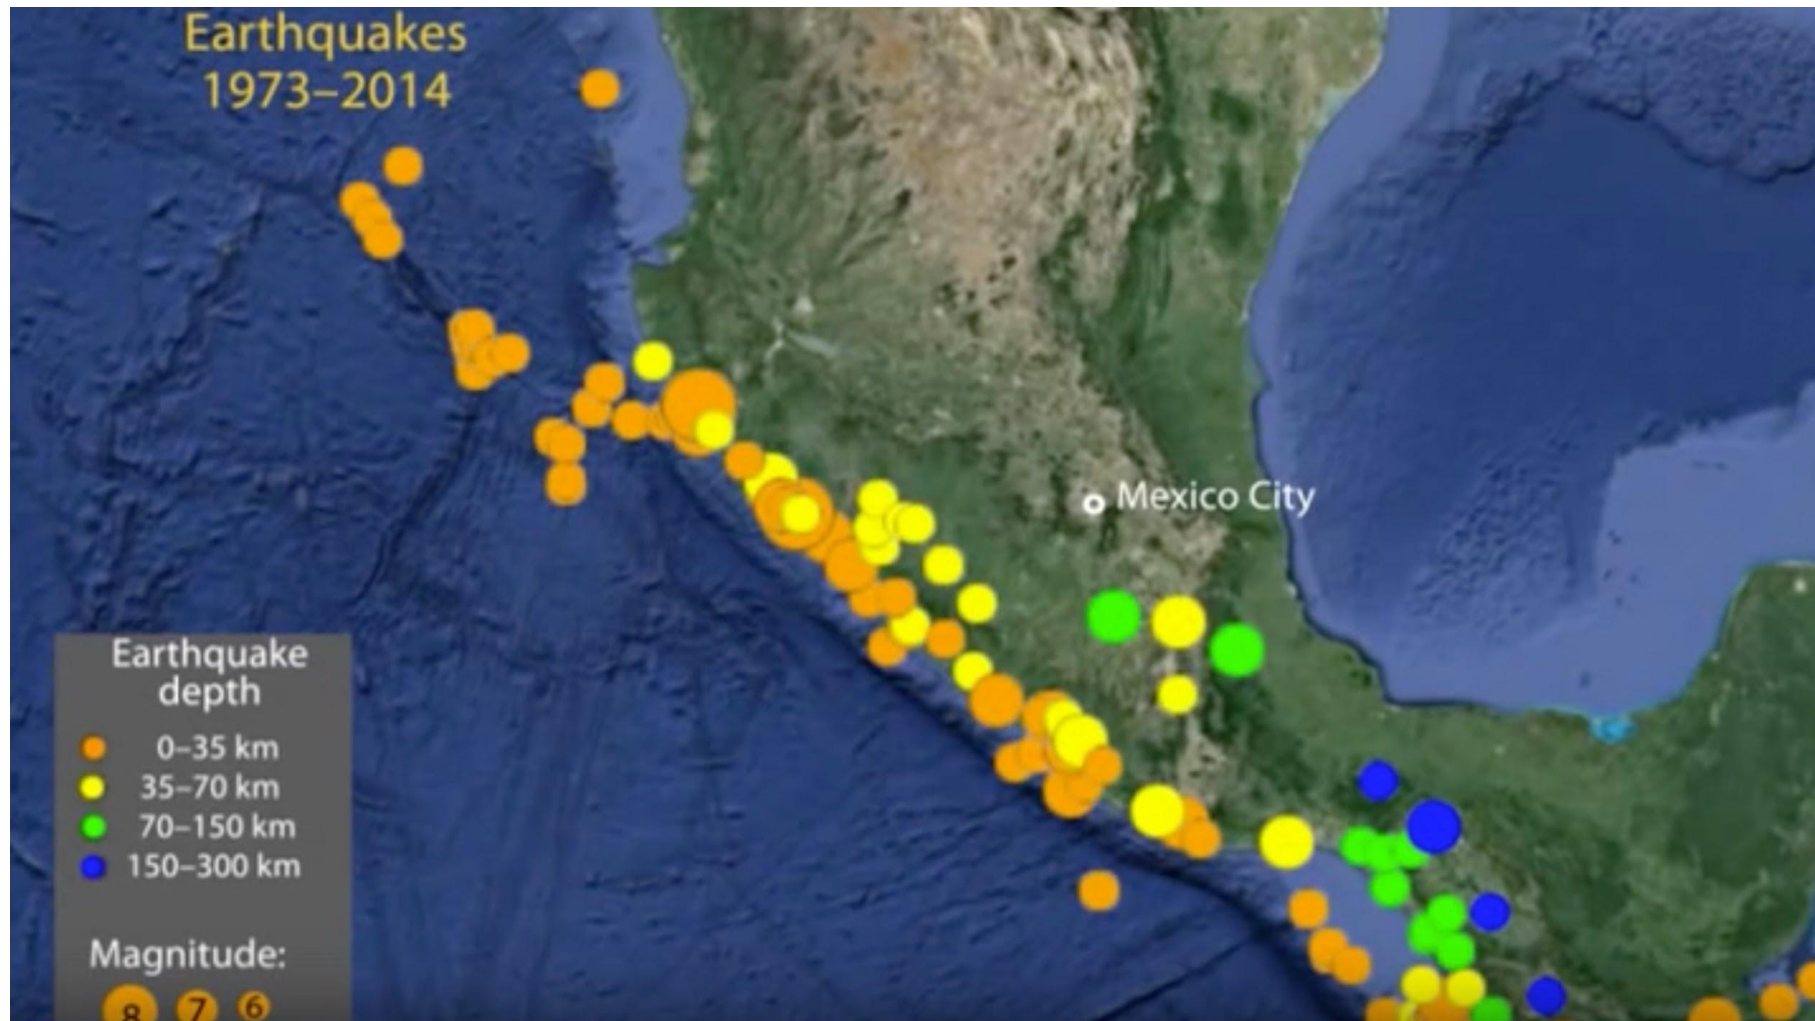 Earthquakes
1973–2014
Mexico City
Earthquake
depth
0–35 km
35–70 km
70–150 km
150–300 km
Magnitude:
8 7 6